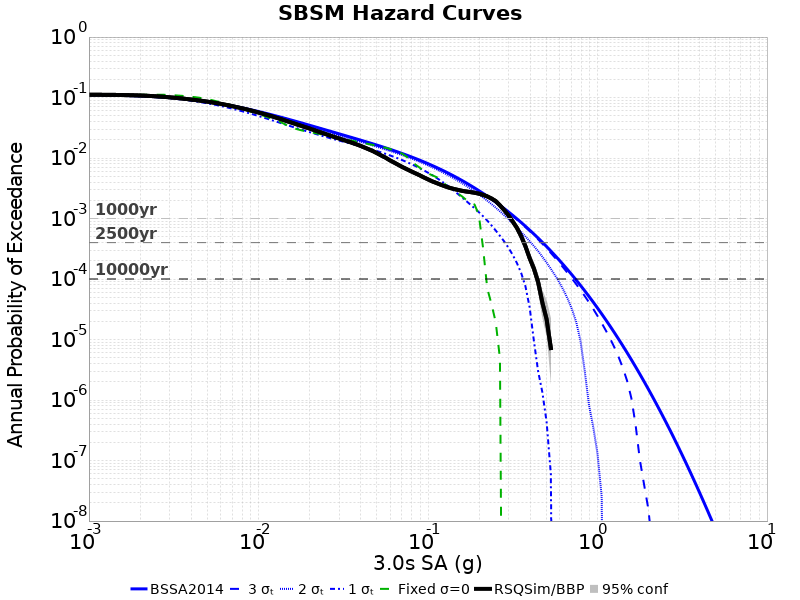 SBSM Hazard Curves
Annual Probability of Exceedance
10⁰
10⁻¹
10⁻²
10⁻³
10⁻⁴
10⁻⁵
10⁻⁶
10⁻⁷
10⁻⁸
1000yr
2500yr
10000yr
10⁻³ 10⁻² 10⁻¹ 10⁰ 10¹
3.0s SA (g)
BSSA2014 3 σₜ 2 σₜ 1 σₜ Fixed σ=0 RSQSim/BBP 95% conf